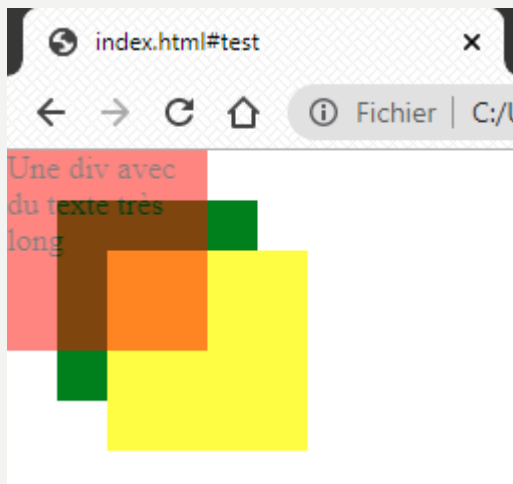 index.html#test
Fichier | C:/U
Une div avec
du texte très
long